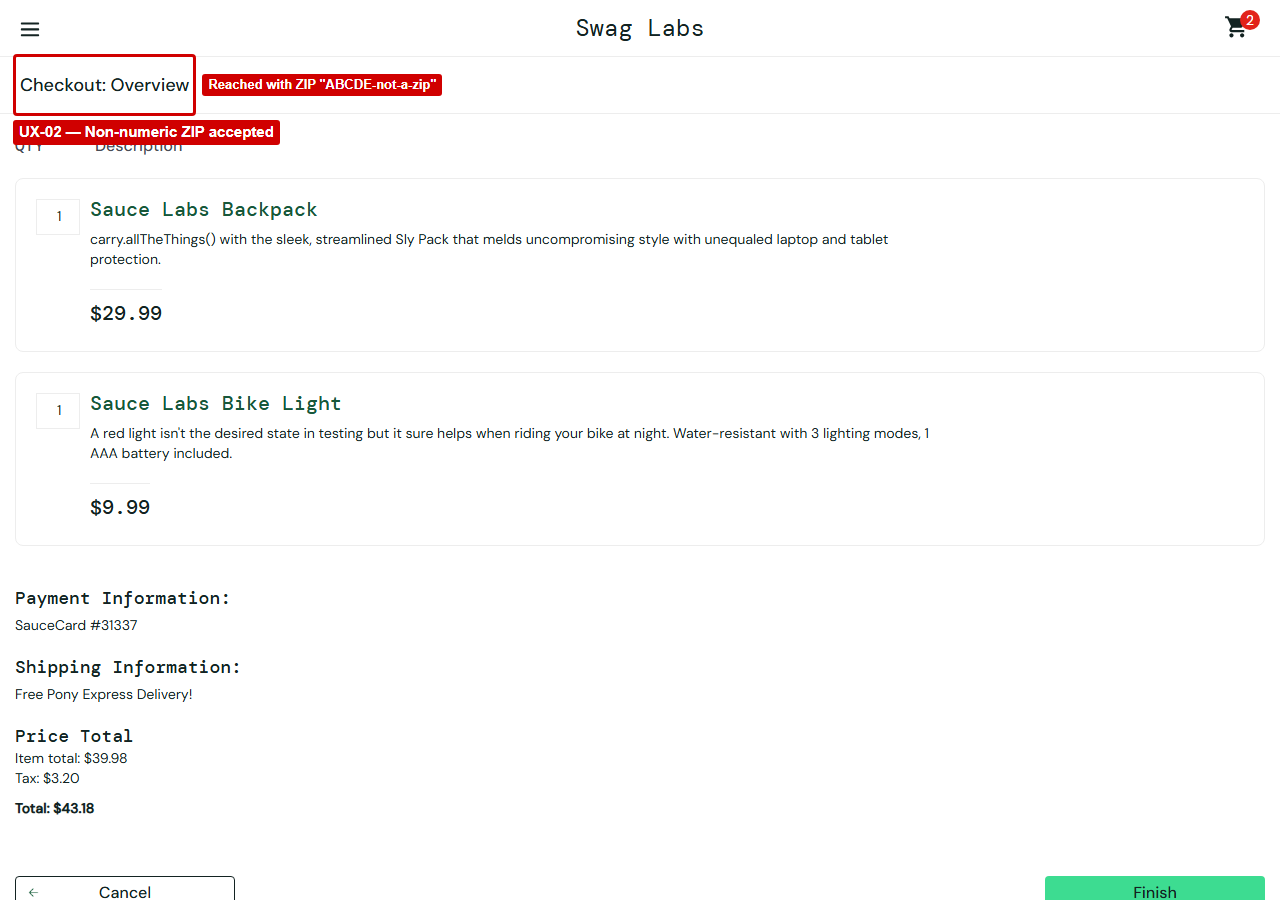 Swag Labs
2
Checkout: Overview
Reached with ZIP "ABCDE-not-a-zip"
UX-02 — Non-numeric ZIP accepted
QTY Description
1
Sauce Labs Backpack
carry.allTheThings() with the sleek, streamlined Sly Pack that melds uncompromising style with unequaled laptop and tablet
protection.
$29.99
1
Sauce Labs Bike Light
A red light isn't the desired state in testing but it sure helps when riding your bike at night. Water-resistant with 3 lighting modes, 1
AAA battery included.
$9.99
Payment Information:
SauceCard #31337
Shipping Information:
Free Pony Express Delivery!
Price Total
Item total: $39.98
Tax: $3.20
Total: $43.18
Cancel
Finish